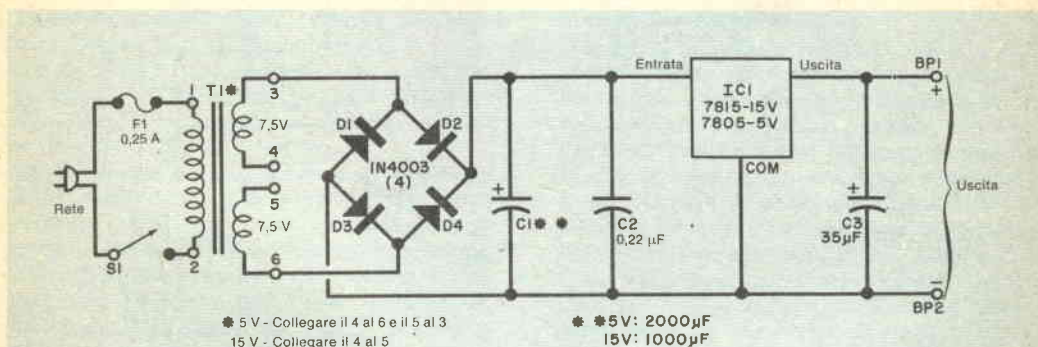 F1
0,25 A
Rete
S1
1
2
T1*
3
7,5V
4
5
7,5V
6
D1
D2
IN4003
(4)
D3
D4
C1**
C2
0,22 µF
Entrata
IC1
7815-15V
7805-5V
COM
Uscita
+
C3
35µF
BP1
+
Uscita
-
BP2
+
* 5 V - Collegare il 4 al 6 e il 5 al 3
15 V - Collegare il 4 al 5
**5V: 2000µF
15V: 1000µF